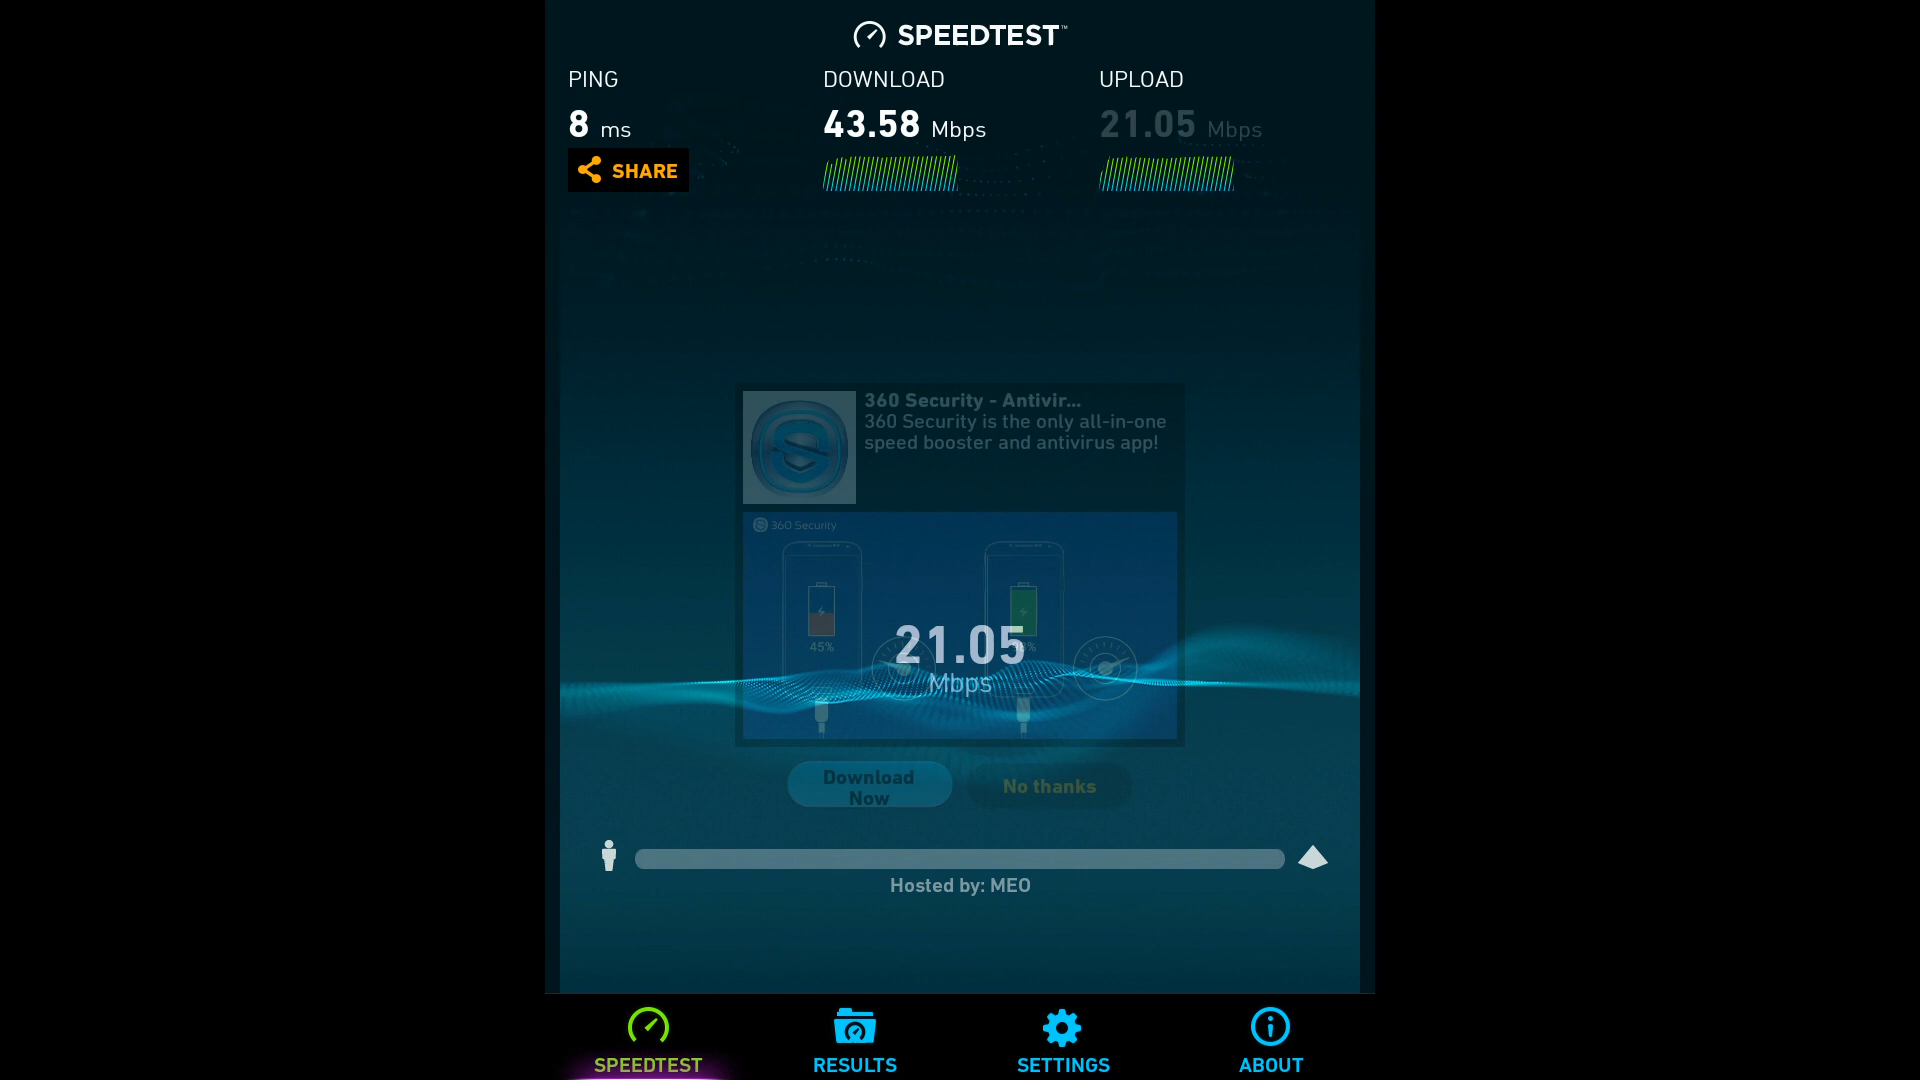 SPEEDTEST™
PING
DOWNLOAD
UPLOAD
8 ms
43.58 Mbps
21.05 Mbps
SHARE
360 Security - Antivir...
360 Security is the only all-in-one
speed booster and antivirus app!
360 Security
45%
21.05
Mbps
Download
Now
No thanks
Hosted by: MEO
SPEEDTEST
RESULTS
SETTINGS
ABOUT